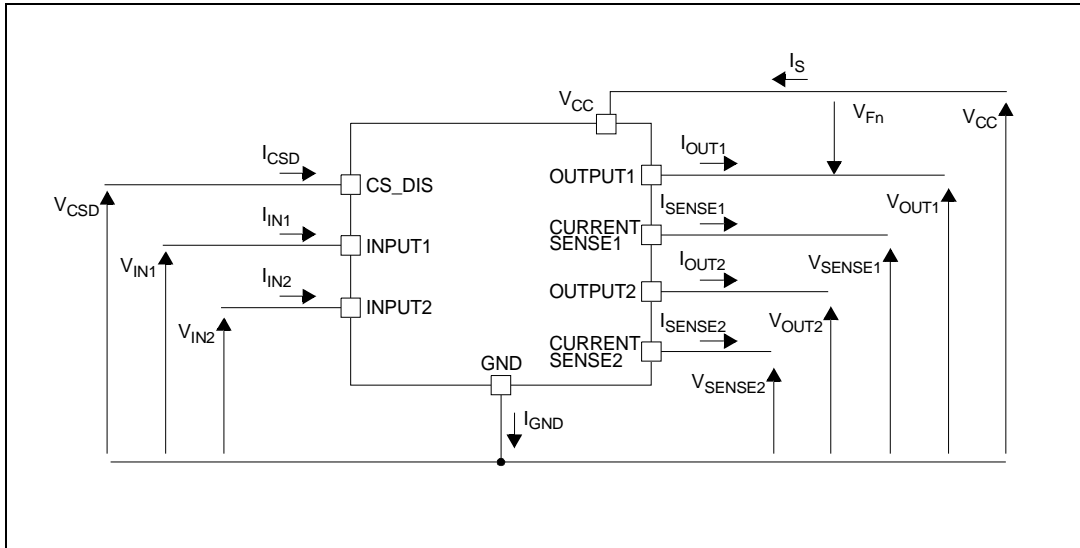 I_S
V_CC
V_Fn
V_CC
I_OUT1
I_CSD
OUTPUT1
CS_DIS
V_CSD
V_OUT1
I_SENSE1
I_IN1
CURRENT
SENSE1
INPUT1
V_IN1
V_SENSE1
I_OUT2
I_IN2
OUTPUT2
INPUT2
V_IN2
V_OUT2
I_SENSE2
CURRENT
SENSE2
GND
V_SENSE2
I_GND